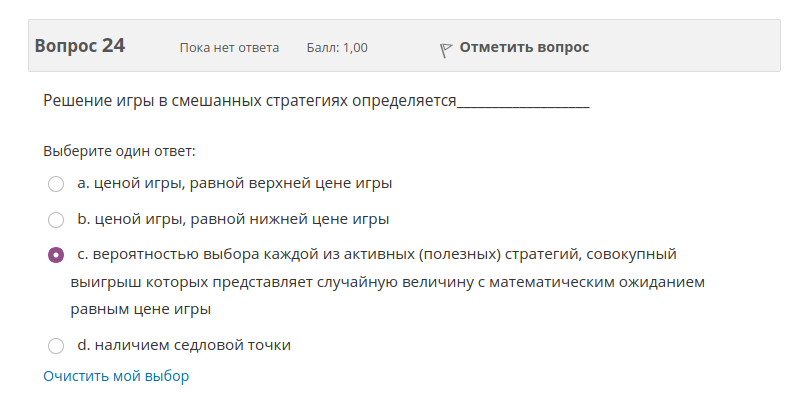 Вопрос 24 Пока нет ответа Балл: 1,00 Отметить вопрос
Решение игры в смешанных стратегиях определяется___________________
Выберите один ответ:
a. ценой игры, равной верхней цене игры
b. ценой игры, равной нижней цене игры
c. вероятностью выбора каждой из активных (полезных) стратегий, совокупный
выигрыш которых представляет случайную величину с математическим ожиданием
равным цене игры
d. наличием седловой точки
Очистить мой выбор